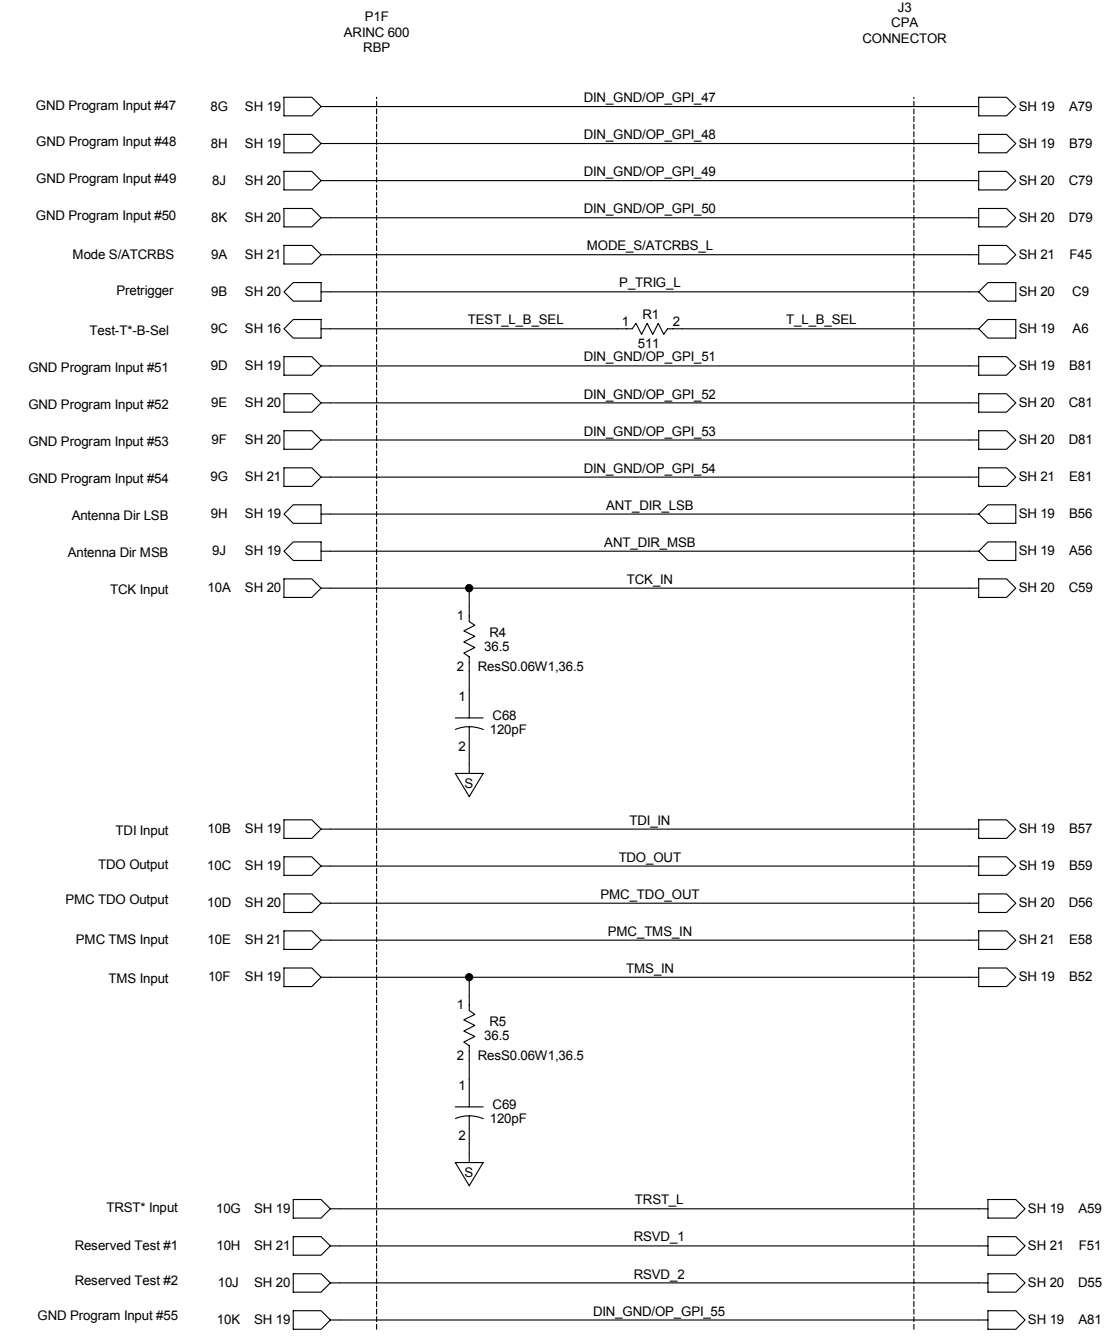 P1F
ARINC 600
RBP
J3
CPA
CONNECTOR
GND Program Input #47 8G SH 19 DIN_GND/OP_GPI_47 SH 19 A79
GND Program Input #48 8H SH 19 DIN_GND/OP_GPI_48 SH 19 B79
GND Program Input #49 8J SH 20 DIN_GND/OP_GPI_49 SH 20 C79
GND Program Input #50 8K SH 20 DIN_GND/OP_GPI_50 SH 20 D79
Mode S/ATCRBS 9A SH 21 MODE_S/ATCRBS_L SH 21 F45
Pretrigger 9B SH 20 P_TRIG_L SH 20 C9
Test-T*-B-Sel 9C SH 16 TEST_L_B_SEL 1 R1 2 T_L_B_SEL SH 19 A6
511
GND Program Input #51 9D SH 19 DIN_GND/OP_GPI_51 SH 19 B81
GND Program Input #52 9E SH 20 DIN_GND/OP_GPI_52 SH 20 C81
GND Program Input #53 9F SH 20 DIN_GND/OP_GPI_53 SH 20 D81
GND Program Input #54 9G SH 21 DIN_GND/OP_GPI_54 SH 21 E81
Antenna Dir LSB 9H SH 19 ANT_DIR_LSB SH 19 B56
Antenna Dir MSB 9J SH 19 ANT_DIR_MSB SH 19 A56
TCK Input 10A SH 20 TCK_IN SH 20 C59
1
R4
36.5
2 ResS0.06W1,36.5
1
C68
120pF
2
S
TDI Input 10B SH 19 TDI_IN SH 19 B57
TDO Output 10C SH 19 TDO_OUT SH 19 B59
PMC TDO Output 10D SH 20 PMC_TDO_OUT SH 20 D56
PMC TMS Input 10E SH 21 PMC_TMS_IN SH 21 E58
TMS Input 10F SH 19 TMS_IN SH 19 B52
1
R5
36.5
2 ResS0.06W1,36.5
1
C69
120pF
2
S
TRST* Input 10G SH 19 TRST_L SH 19 A59
Reserved Test #1 10H SH 21 RSVD_1 SH 21 F51
Reserved Test #2 10J SH 20 RSVD_2 SH 20 D55
GND Program Input #55 10K SH 19 DIN_GND/OP_GPI_55 SH 19 A81